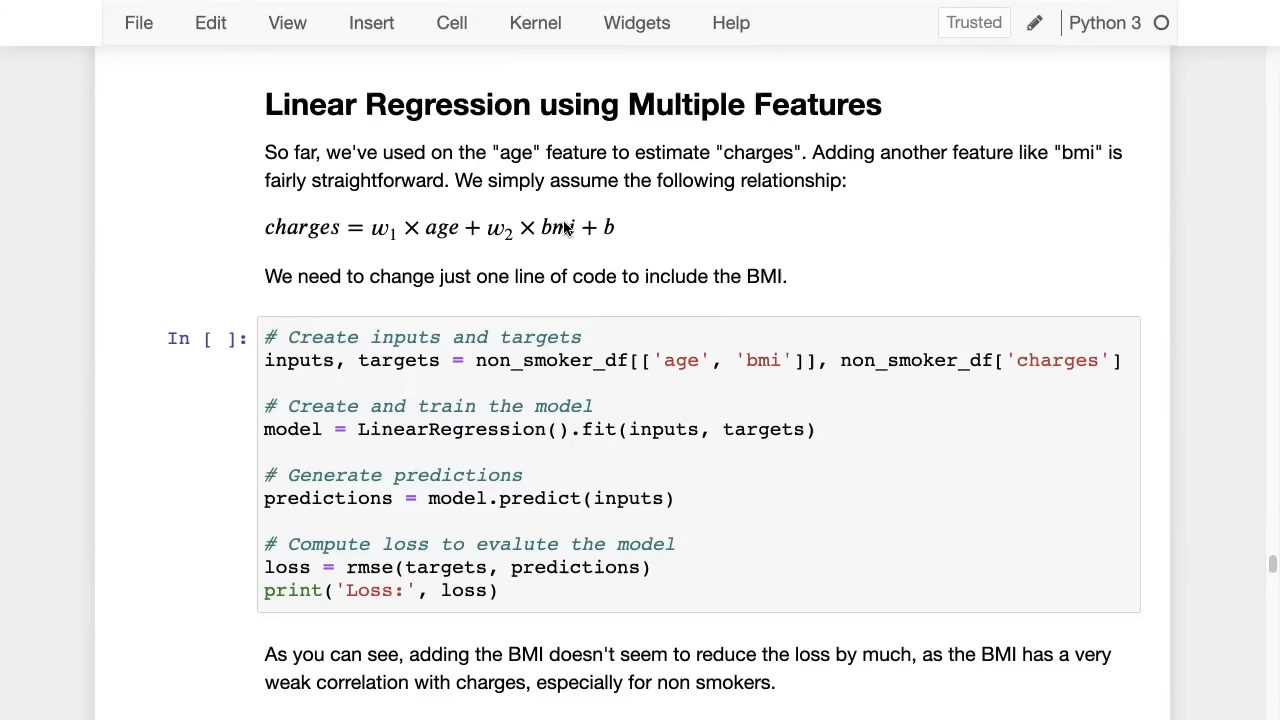 File Edit View Insert Cell Kernel Widgets Help Trusted Python 3
Linear Regression using Multiple Features
So far, we've used on the "age" feature to estimate "charges". Adding another feature like "bmi" is
fairly straightforward. We simply assume the following relationship:
charges = w₁ × age + w₂ × bmi + b
We need to change just one line of code to include the BMI.
In [ ]:
# Create inputs and targets
inputs, targets = non_smoker_df[['age', 'bmi']], non_smoker_df['charges']
# Create and train the model
model = LinearRegression().fit(inputs, targets)
# Generate predictions
predictions = model.predict(inputs)
# Compute loss to evalute the model
loss = rmse(targets, predictions)
print('Loss:', loss)
As you can see, adding the BMI doesn't seem to reduce the loss by much, as the BMI has a very
weak correlation with charges, especially for non smokers.